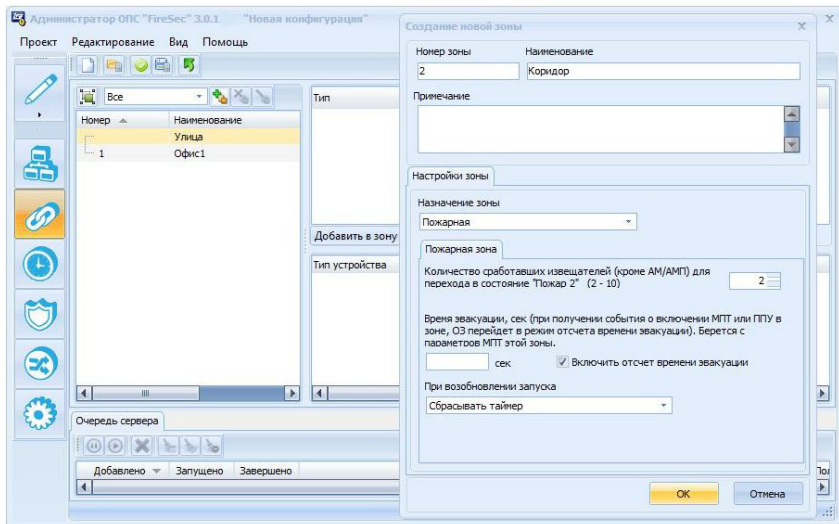 Администратор ОПС "FireSec" 3.0.1 "Новая конфигурация"
Проект Редактирование Вид Помощь
Все
Номер Наименование
Улица
1 Офис1
Тип
Добавить в зону
Тип устройства
Очередь сервера
Добавлено Запущено Завершено
Создание новой зоны
Номер зоны Наименование
2 Коридор
Примечание
Настройки зоны
Назначение зоны
Пожарная
Пожарная зона
Количество сработавших извещателей (кроме АМ/АМП) для
перехода в состояние "Пожар 2" (2 - 10)
2
Время эвакуации, сек (при получении события о включении МПТ или ППУ в
зоне, ОЗ перейдет в режим отсчета времени эвакуации). Берется с
параметров МПТ этой зоны.
сек Включить отсчет времени эвакуации
При возобновлении запуска
Сбрасывать таймер
ОК Отмена